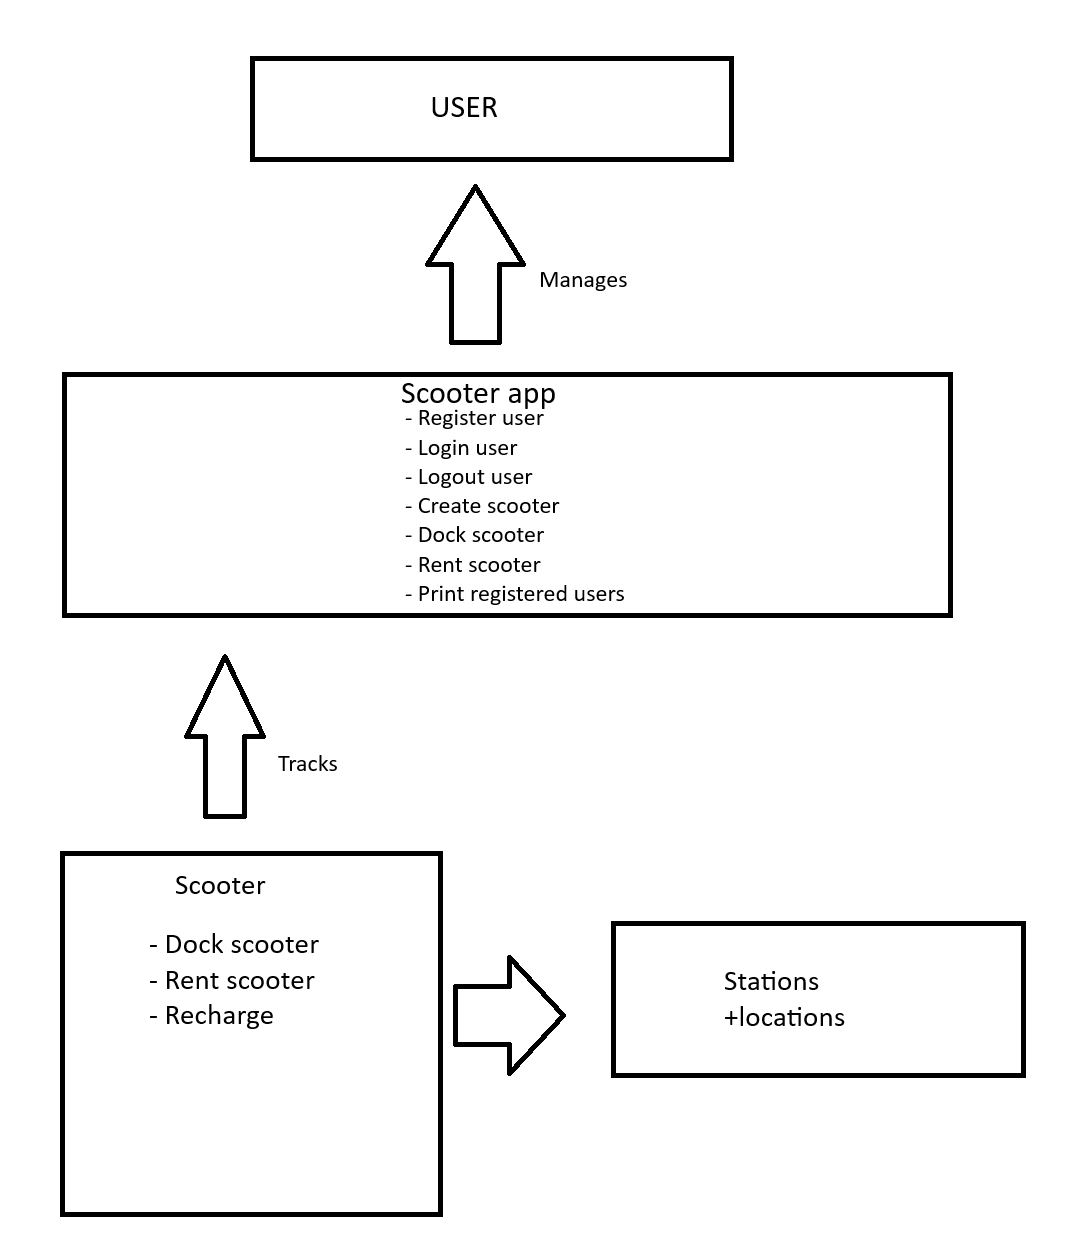 USER
Manages
Scooter app
- Register user
- Login user
- Logout user
- Create scooter
- Dock scooter
- Rent scooter
- Print registered users
Tracks
Scooter
- Dock scooter
- Rent scooter
- Recharge
Stations
+locations